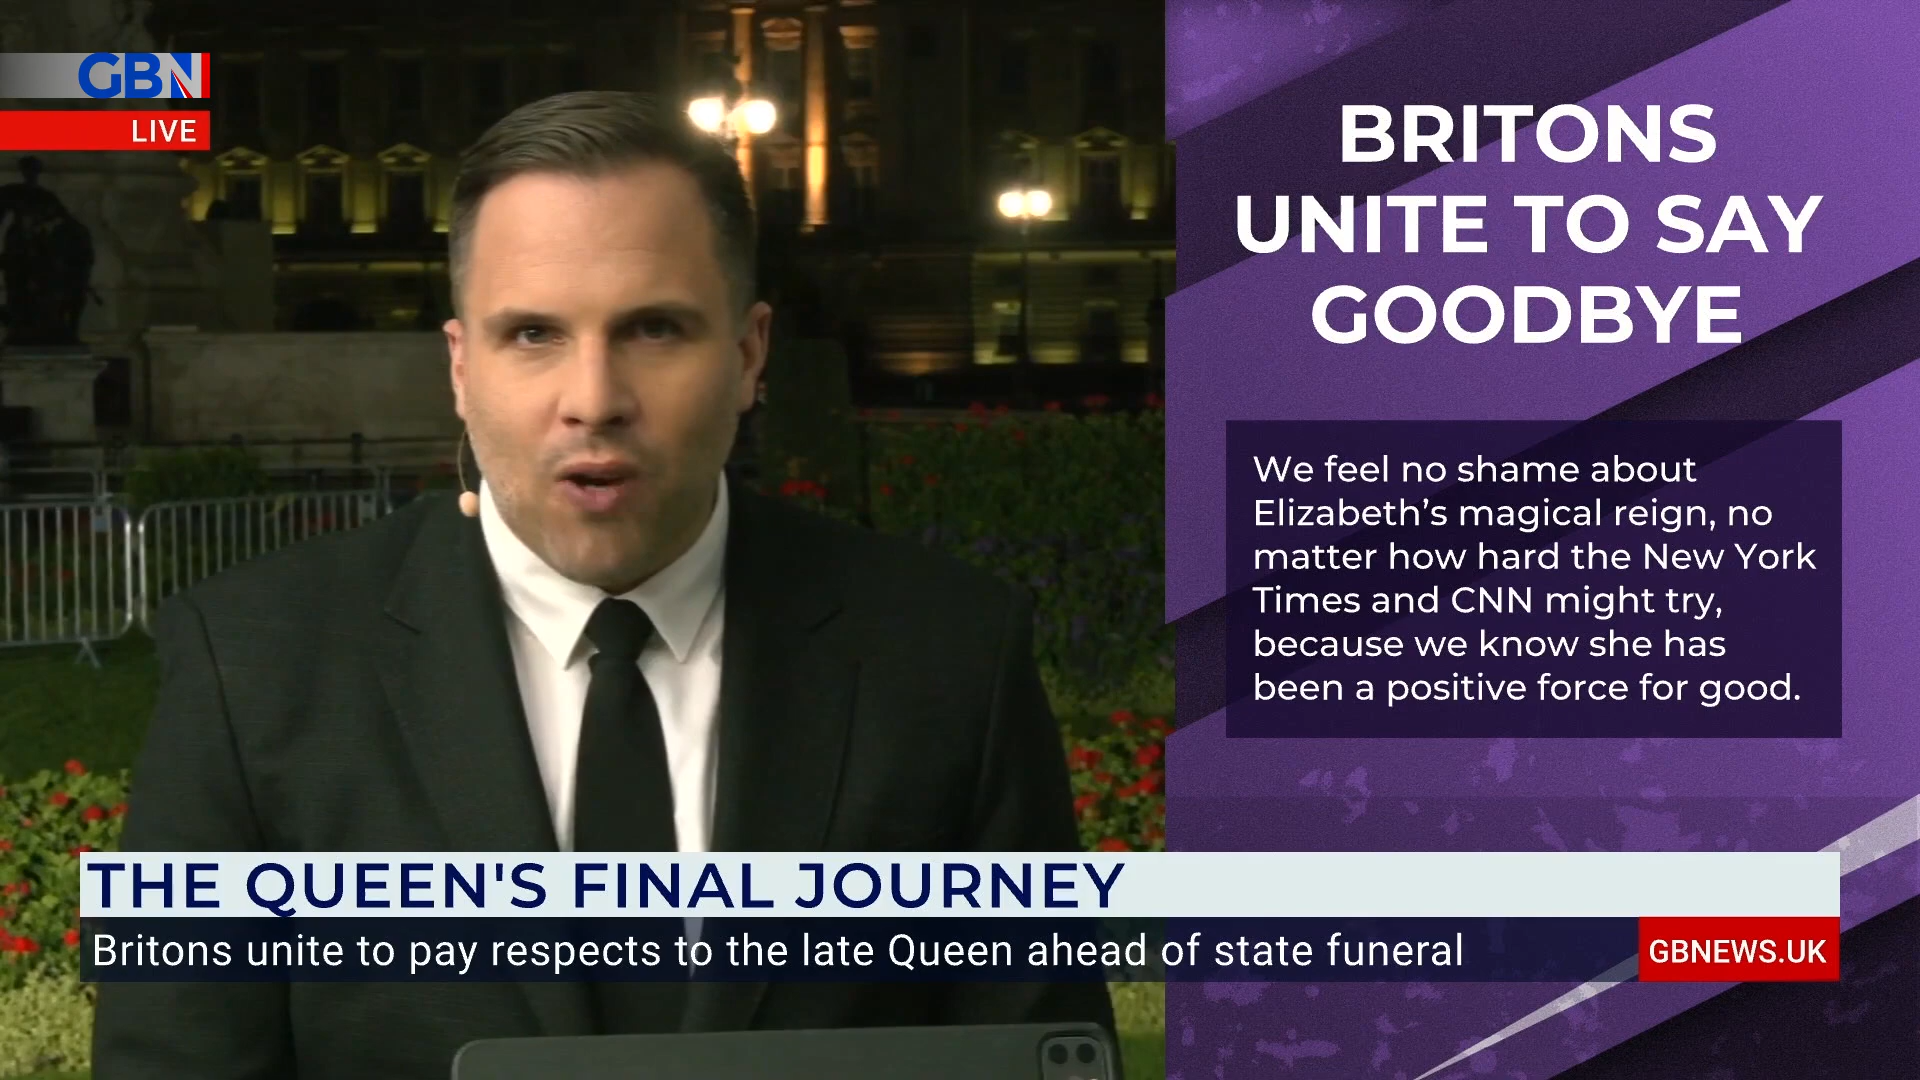 GBN
LIVE
BRITONS
UNITE TO SAY
GOODBYE
We feel no shame about
Elizabeth’s magical reign, no
matter how hard the New York
Times and CNN might try,
because we know she has
been a positive force for good.
THE QUEEN'S FINAL JOURNEY
Britons unite to pay respects to the late Queen ahead of state funeral
GBNEWS.UK